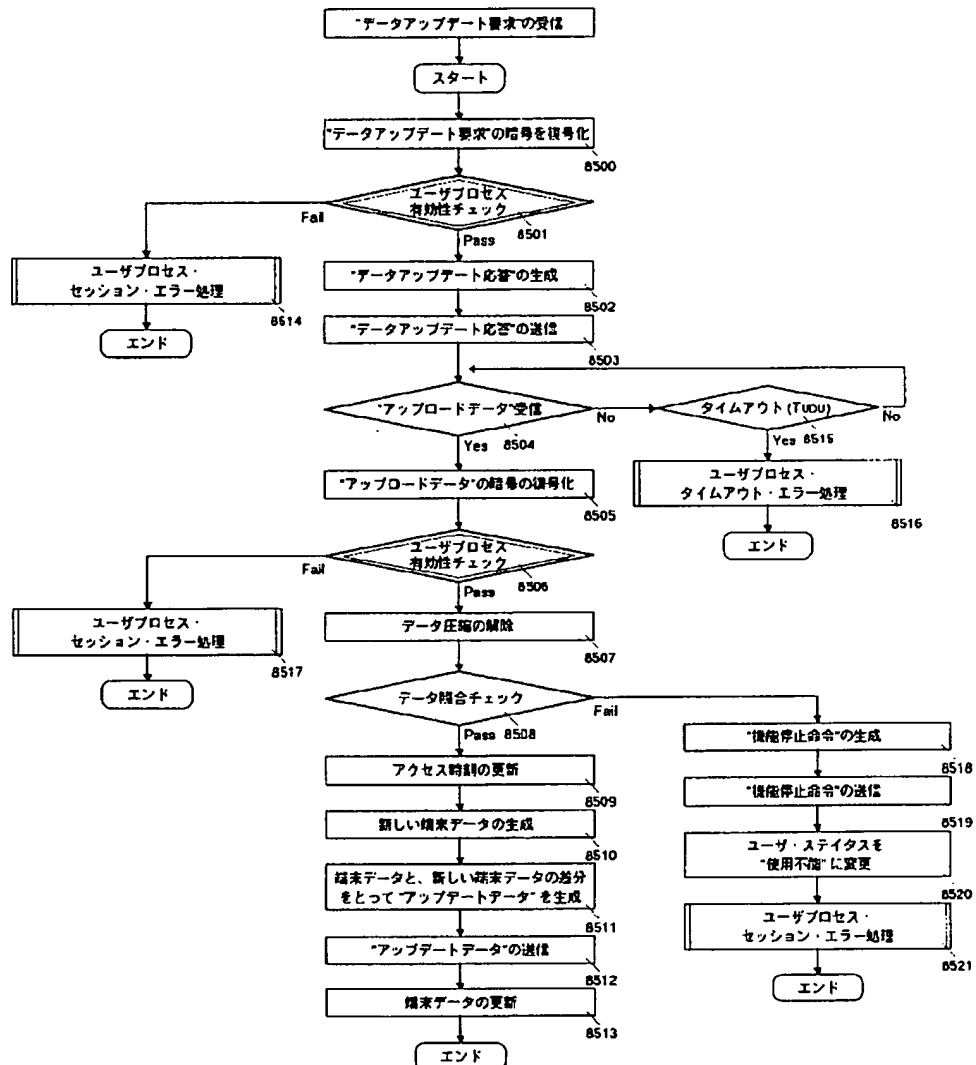 "データアップデート要求"の受信
スタート
"データアップデート要求"の暗号を復号化
8500
ユーザプロセス
有効性チェック
8501
Fail
Pass
ユーザプロセス・
セッション・エラー処理
8514
エンド
"データアップデート応答"の生成
8502
"データアップデート応答"の送信
8503
"アップロードデータ"受信
8504
No
Yes
タイムアウト(TUDU)
8515
No
Yes
ユーザプロセス・
タイムアウト・エラー処理
8516
エンド
"アップロードデータ"の暗号の復号化
8505
ユーザプロセス
有効性チェック
8506
Fail
Pass
ユーザプロセス・
セッション・エラー処理
8517
エンド
データ圧縮の解除
8507
データ照合チェック
8508
Fail
Pass
アクセス時刻の更新
8509
新しい端末データの生成
8510
端末データと、新しい端末データの差分
をとって"アップデートデータ"を生成
8511
"アップデートデータ"の送信
8512
端末データの更新
8513
エンド
"機能停止命令"の生成
8518
"機能停止命令"の送信
8519
ユーザ・ステイタスを
"使用不能"に変更
8520
ユーザプロセス・
セッション・エラー処理
8521
エンド